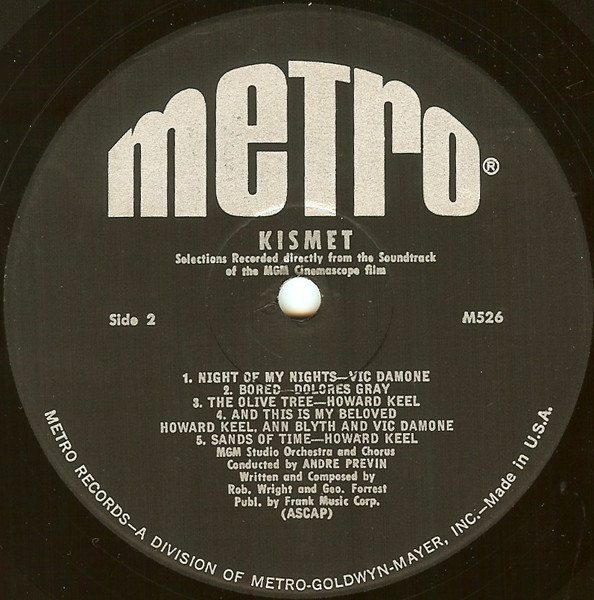 metro®
KISMET
Selections Recorded directly from the Soundtrack
of the MGM Cinemascope film
Side 2
M526
1. NIGHT OF MY NIGHTS—VIC DAMONE
2. BORED—DOLORES GRAY
3. THE OLIVE TREE—HOWARD KEEL
4. AND THIS IS MY BELOVED
HOWARD KEEL, ANN BLYTH AND VIC DAMONE
5. SANDS OF TIME—HOWARD KEEL
MGM Studio Orchestra and Chorus
Conducted by ANDRE PREVIN
Written and Composed by
Rob. Wright and Geo. Forrest
Publ. by Frank Music Corp.
(ASCAP)
METRO RECORDS—A DIVISION OF METRO-GOLDWYN-MAYER, INC.—Made in U.S.A.